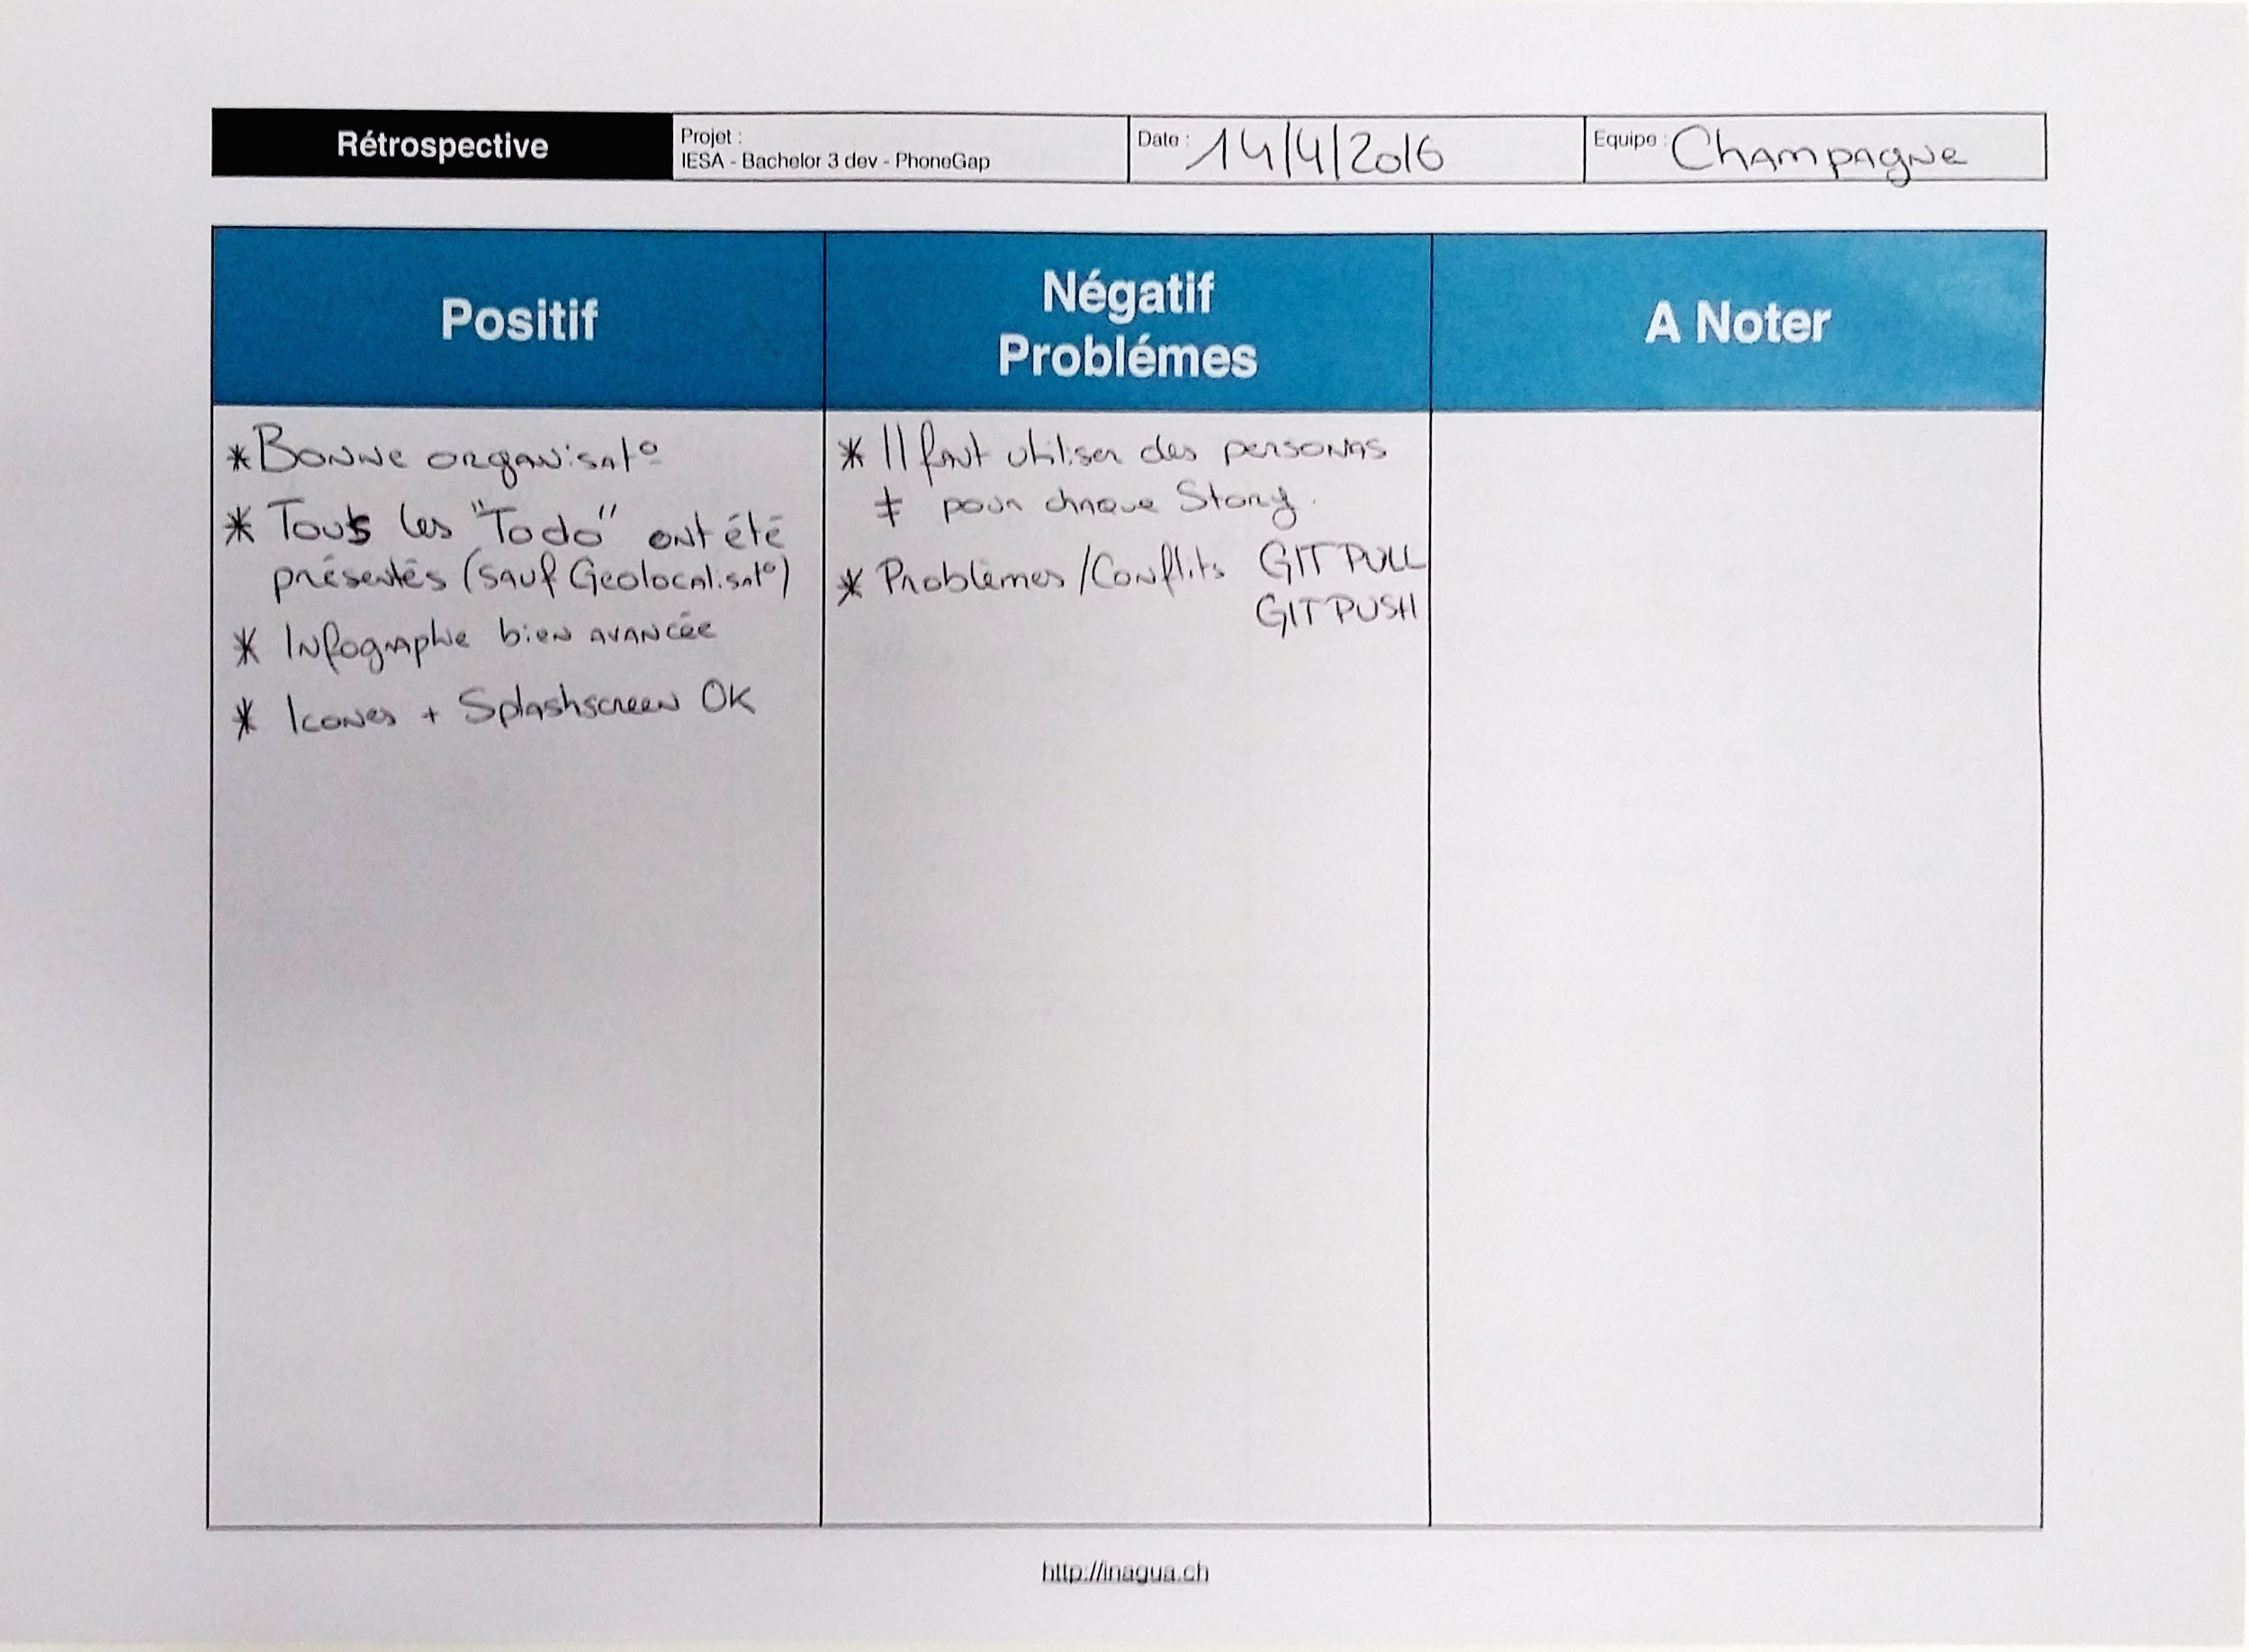 Rétrospective
Projet :
IESA - Bachelor 3 dev - PhoneGap
Date : 14/4/2016
Equipe : Champagne
Positif
Négatif
Problémes
A Noter
* Bonne organisat°
* Touts les "Todo" ont été
présentés (sauf Geolocalisat°)
* Infographie bien avancée
* Icones + Splashscreen OK
* Il faut utiliser des personas
≠ pour chaque Story.
* Problèmes/Conflits GIT PULL
GIT PUSH
http://inagua.ch